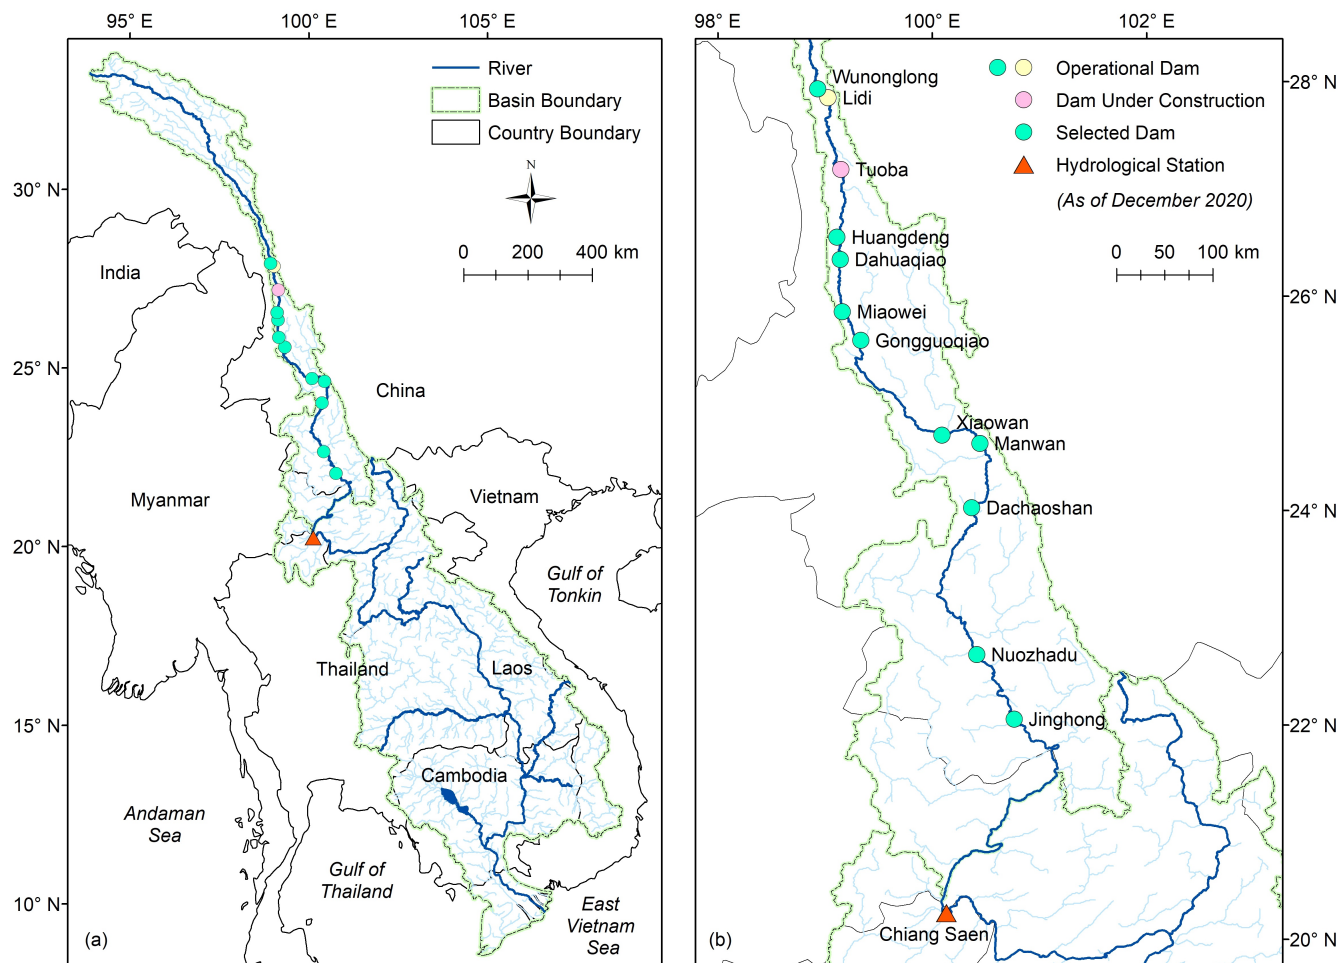 95° E
100° E
105° E
98° E
100° E
102° E
River
Basin Boundary
Country Boundary
N
0
200
400 km
30° N
25° N
20° N
15° N
10° N
India
China
Myanmar
Vietnam
Gulf of
Tonkin
Thailand
Laos
Cambodia
Andaman
Sea
Gulf of
Thailand
East
Vietnam
Sea
(a)
Operational Dam
Dam Under Construction
Selected Dam
Hydrological Station
(As of December 2020)
0
50
100 km
28° N
26° N
24° N
22° N
20° N
Wunonglong
Lidi
Tuoba
Huangdeng
Dahuaqiao
Miaowei
Gongguoqiao
Xiaowan
Manwan
Dachaoshan
Nuozhadu
Jinghong
Chiang Saen
(b)